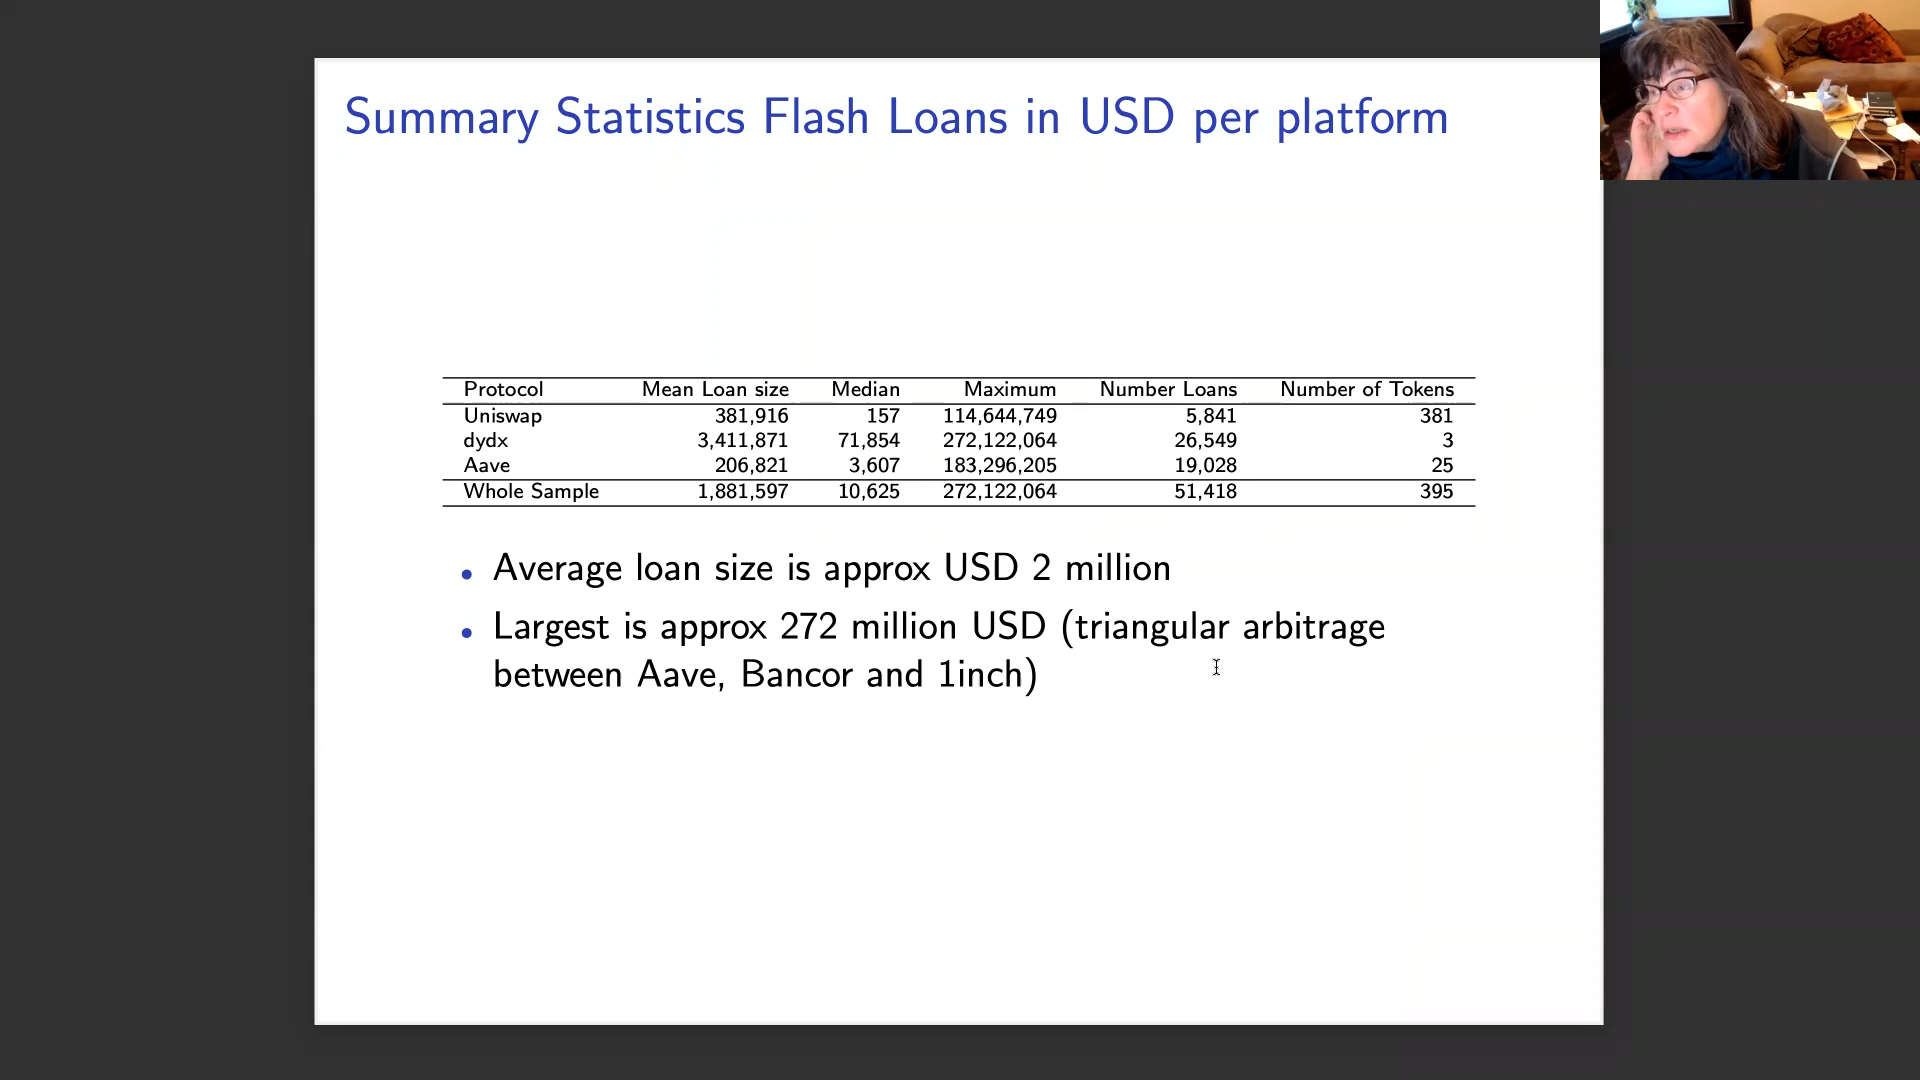 Summary Statistics Flash Loans in USD per platform
Protocol Mean Loan size Median Maximum Number Loans Number of Tokens
Uniswap 381,916 157 114,644,749 5,841 381
dydx 3,411,871 71,854 272,122,064 26,549 3
Aave 206,821 3,607 183,296,205 19,028 25
Whole Sample 1,881,597 10,625 272,122,064 51,418 395
• Average loan size is approx USD 2 million
• Largest is approx 272 million USD (triangular arbitrage
between Aave, Bancor and 1inch)